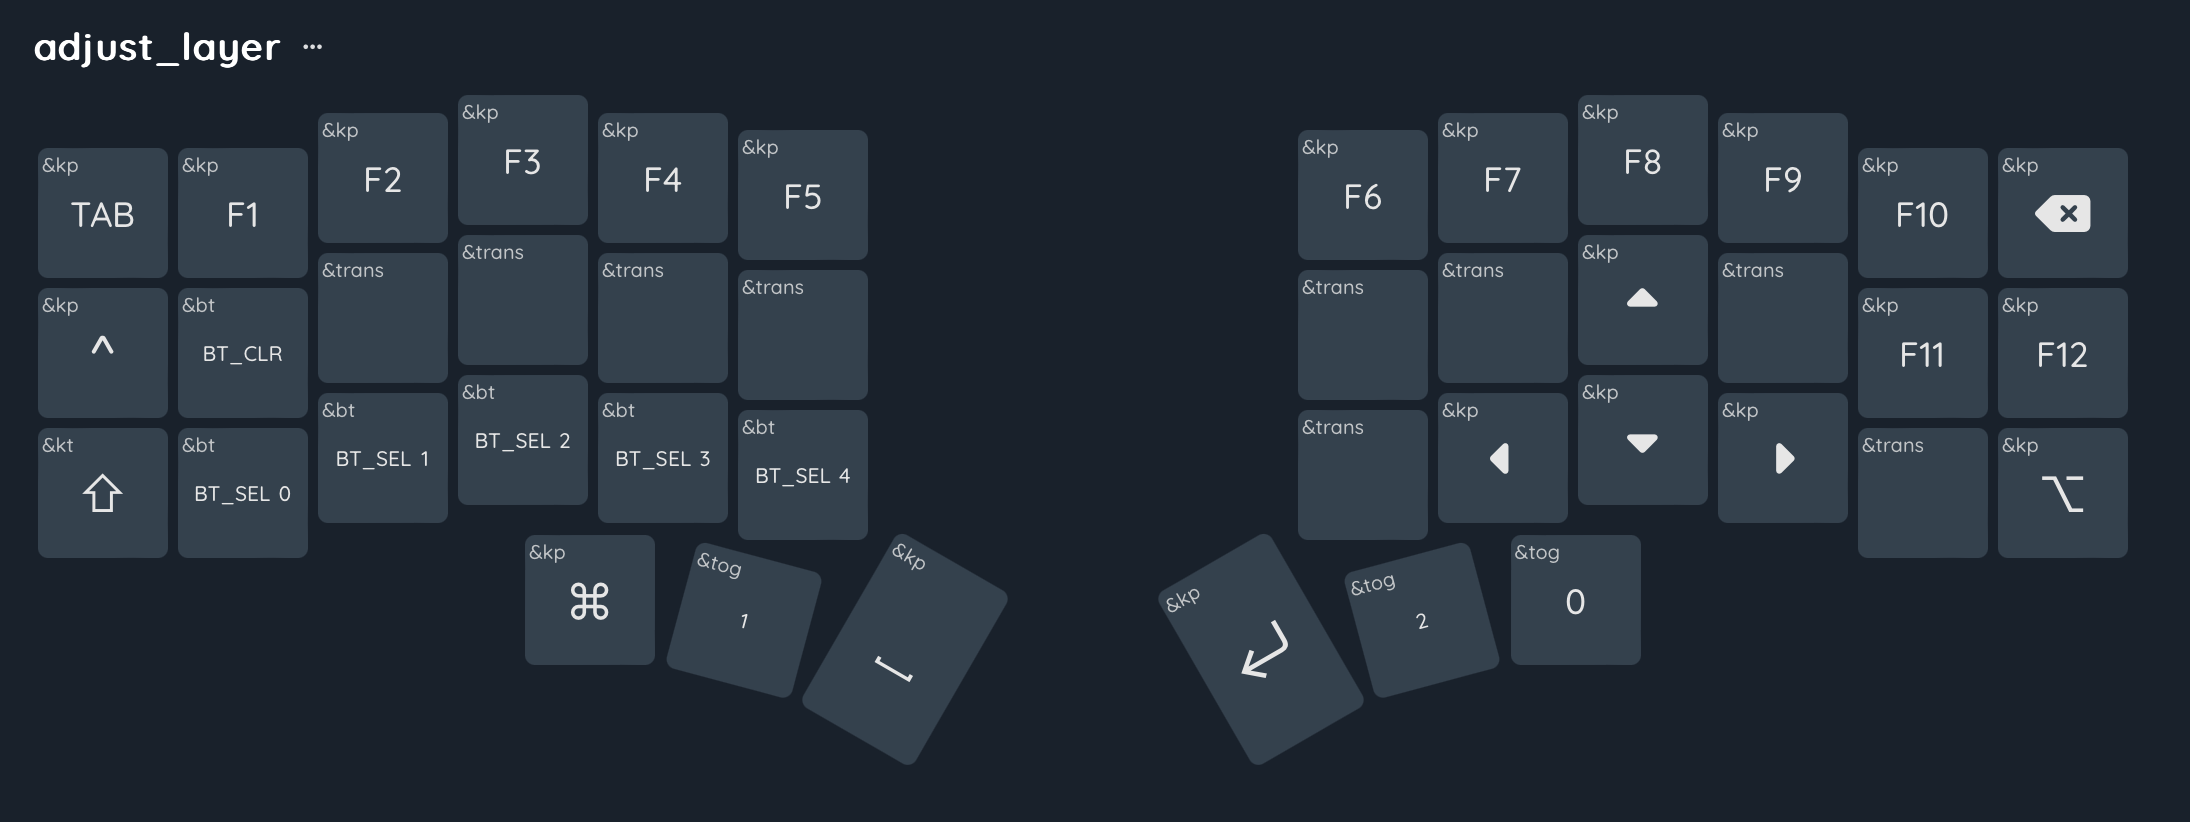 adjust_layer ...
&kp TAB &kp F1 &kp F2 &kp F3 &kp F4 &kp F5 &kp F6 &kp F7 &kp F8 &kp F9 &kp F10 &kp
&kp ^ &bt BT_CLR &trans &trans &trans &trans &trans &trans &kp &trans &kp F11 &kp F12
&kt &bt BT_SEL 0 &bt BT_SEL 1 &bt BT_SEL 2 &bt BT_SEL 3 &bt BT_SEL 4 &trans &kp &kp &kp &trans &kp
&kp ⌘ &tog 1 &kp &kp &tog 2 &tog 0